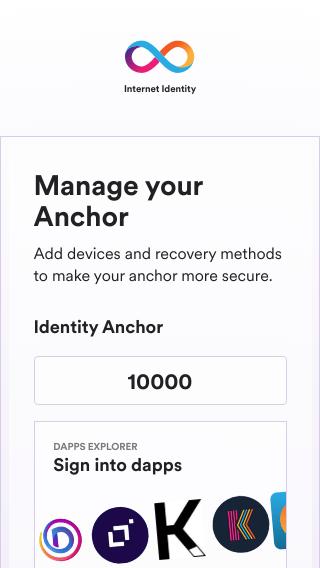 Internet Identity
Manage your
Anchor
Add devices and recovery methods
to make your anchor more secure.
Identity Anchor
10000
DAPPS EXPLORER
Sign into dapps